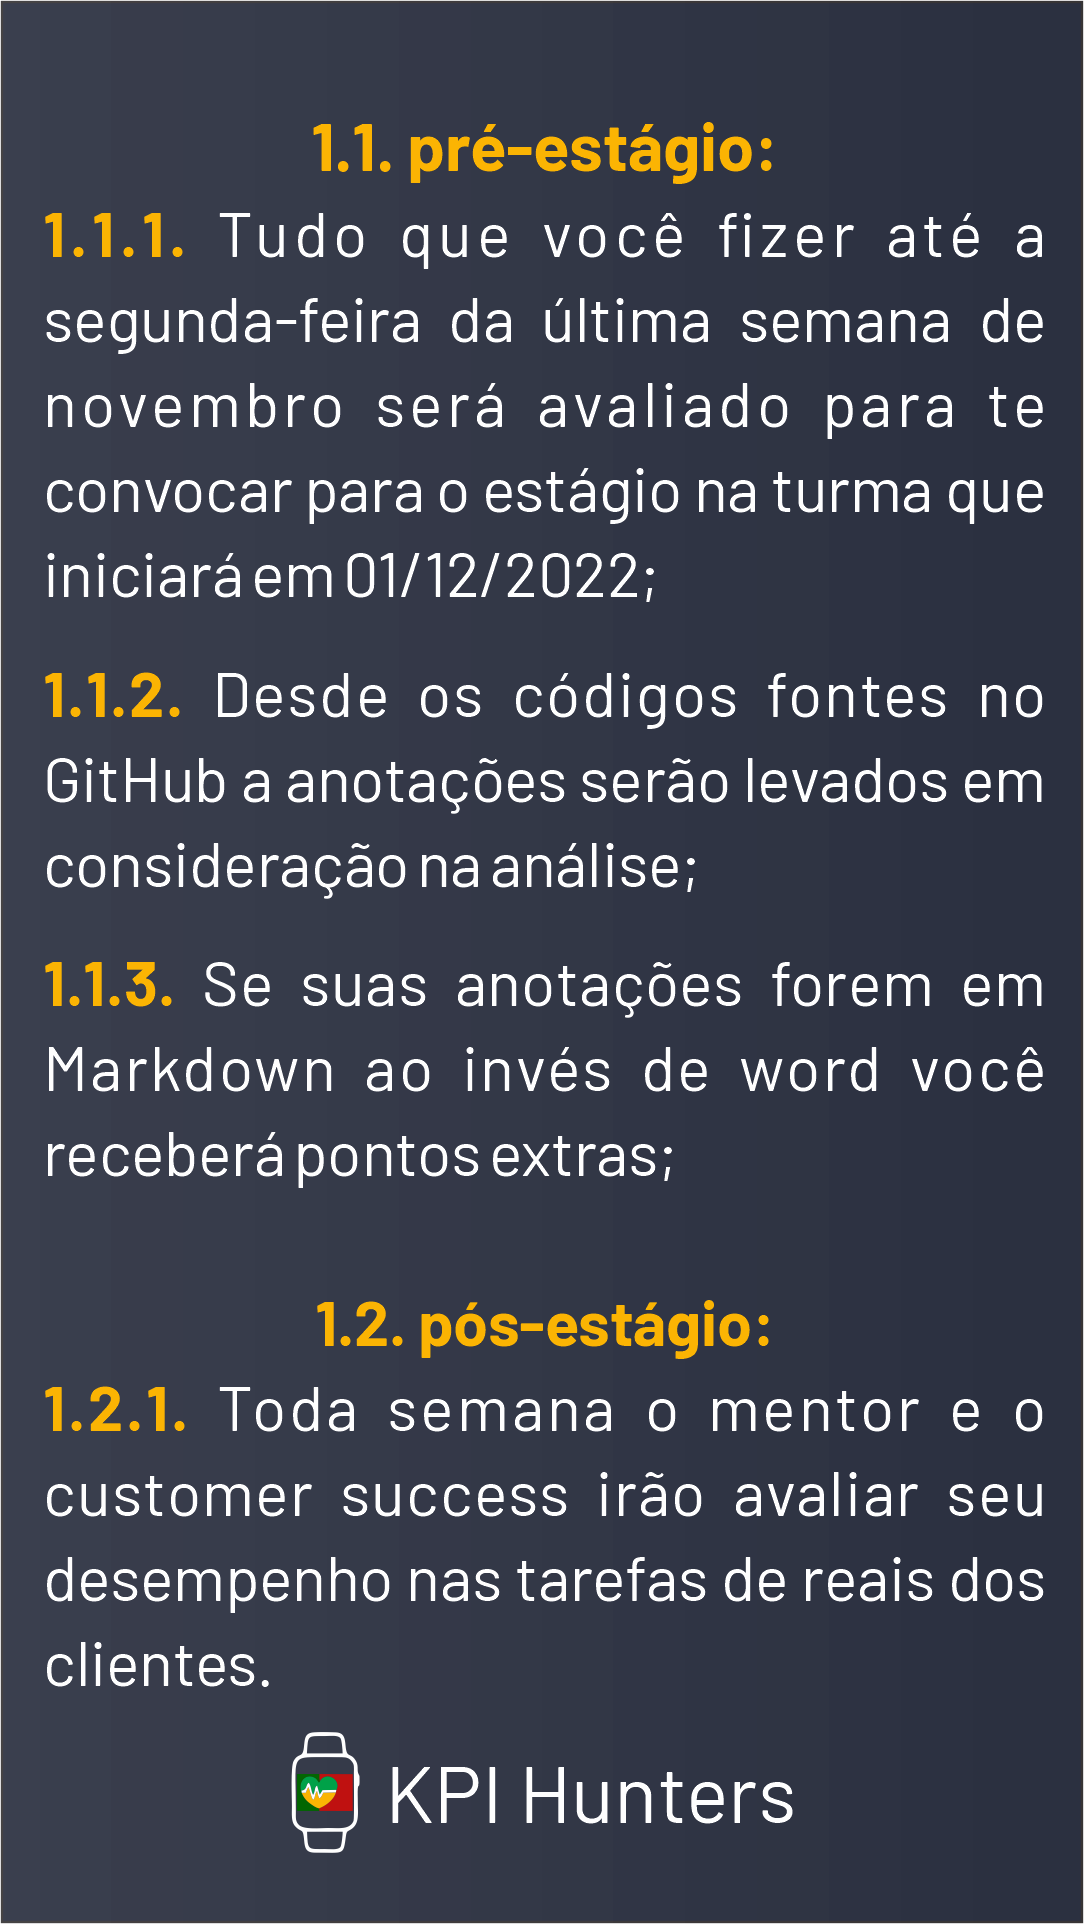 1.1. pré-estágio:
1.1.1. Tudo que você fizer até a
segunda-feira da última semana de
novembro será avaliado para te
convocar para o estágio na turma que
iniciará em 01/12/2022;
1.1.2. Desde os códigos fontes no
GitHub a anotações serão levados em
consideração na análise;
1.1.3. Se suas anotações forem em
Markdown ao invés de word você
receberá pontos extras;
1.2. pós-estágio:
1.2.1. Toda semana o mentor e o
customer success irão avaliar seu
desempenho nas tarefas de reais dos
clientes.
KPI Hunters